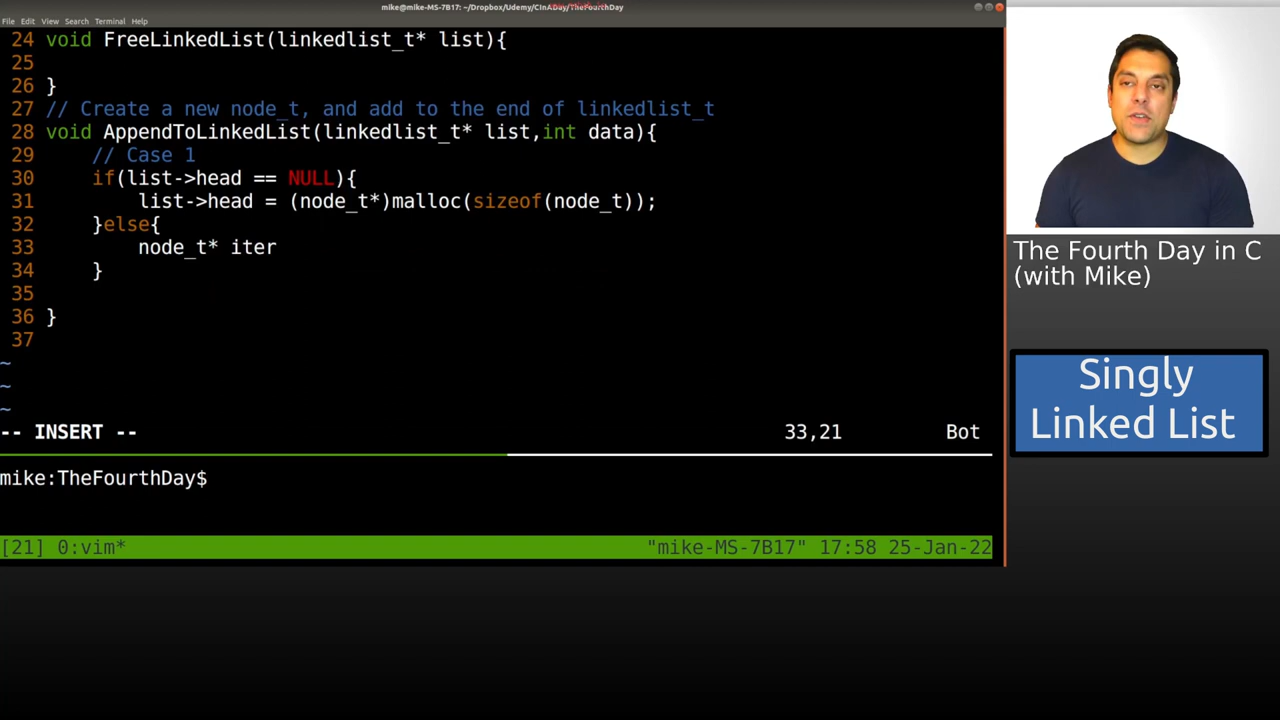 mike@mike-MS-7B17: ~/Dropbox/Udemy/CInADay/TheFourthDay
File Edit View Search Terminal Help
24 void FreeLinkedList(linkedlist_t* list){
25
26 }
27 // Create a new node_t, and add to the end of linkedlist_t
28 void AppendToLinkedList(linkedlist_t* list,int data){
29     // Case 1
30     if(list->head == NULL){
31         list->head = (node_t*)malloc(sizeof(node_t));
32     }else{
33         node_t* iter
34     }
35
36 }
37
~
~
~
-- INSERT -- 33,21 Bot
mike:TheFourthDay$
[21] 0:vim* "mike-MS-7B17" 17:58 25-Jan-22
The Fourth Day in C
(with Mike)
Singly
Linked List